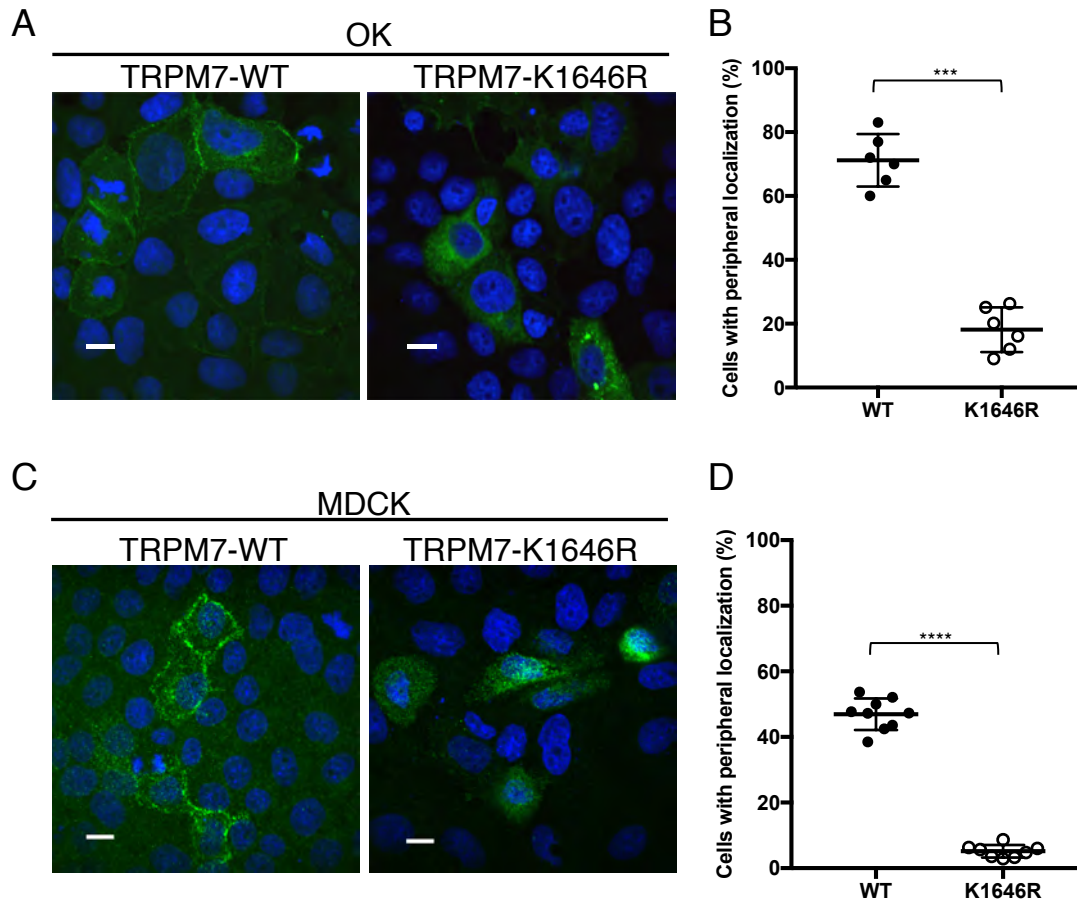 A
OK
TRPM7-WT TRPM7-K1646R
B
Cells with peripheral localization (%)
100
80
60
40
20
0
***
WT K1646R
C
MDCK
TRPM7-WT TRPM7-K1646R
D
Cells with peripheral localization (%)
100
80
60
40
20
0
****
WT K1646R